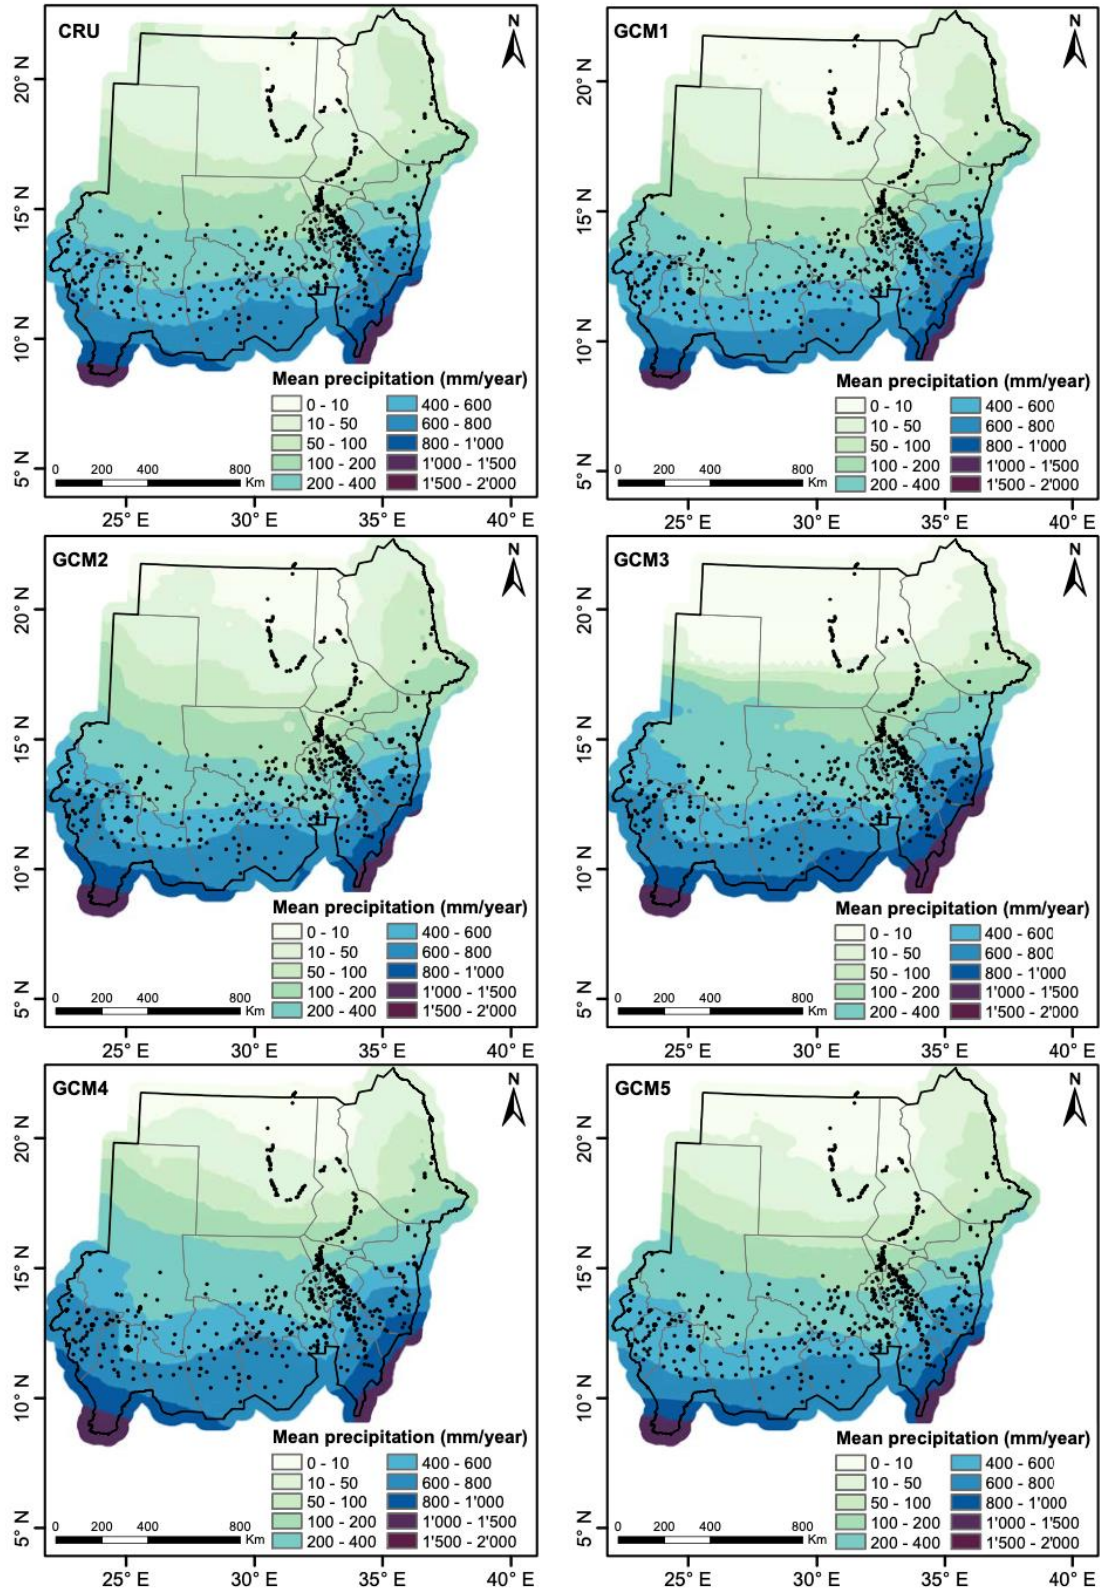 CRU
N
20° N
15° N
10° N
5° N
Mean precipitation (mm/year)
0 - 10 400 - 600
10 - 50 600 - 800
50 - 100 800 - 1'000
100 - 200 1'000 - 1'500
200 - 400 1'500 - 2'000
0 200 400 800
Km
25° E 30° E 35° E 40° E
GCM1
N
20° N
15° N
10° N
5° N
Mean precipitation (mm/year)
0 - 10 400 - 600
10 - 50 600 - 800
50 - 100 800 - 1'000
100 - 200 1'000 - 1'500
200 - 400 1'500 - 2'000
0 200 400 800
Km
25° E 30° E 35° E 40° E
GCM2
N
20° N
15° N
10° N
5° N
Mean precipitation (mm/year)
0 - 10 400 - 600
10 - 50 600 - 800
50 - 100 800 - 1'000
100 - 200 1'000 - 1'500
200 - 400 1'500 - 2'000
0 200 400 800
Km
25° E 30° E 35° E 40° E
GCM3
N
20° N
15° N
10° N
5° N
Mean precipitation (mm/year)
0 - 10 400 - 600
10 - 50 600 - 800
50 - 100 800 - 1'000
100 - 200 1'000 - 1'500
200 - 400 1'500 - 2'000
0 200 400 800
Km
25° E 30° E 35° E 40° E
GCM4
N
20° N
15° N
10° N
5° N
Mean precipitation (mm/year)
0 - 10 400 - 600
10 - 50 600 - 800
50 - 100 800 - 1'000
100 - 200 1'000 - 1'500
200 - 400 1'500 - 2'000
0 200 400 800
Km
25° E 30° E 35° E 40° E
GCM5
N
20° N
15° N
10° N
5° N
Mean precipitation (mm/year)
0 - 10 400 - 600
10 - 50 600 - 800
50 - 100 800 - 1'000
100 - 200 1'000 - 1'500
200 - 400 1'500 - 2'000
0 200 400 800
Km
25° E 30° E 35° E 40° E